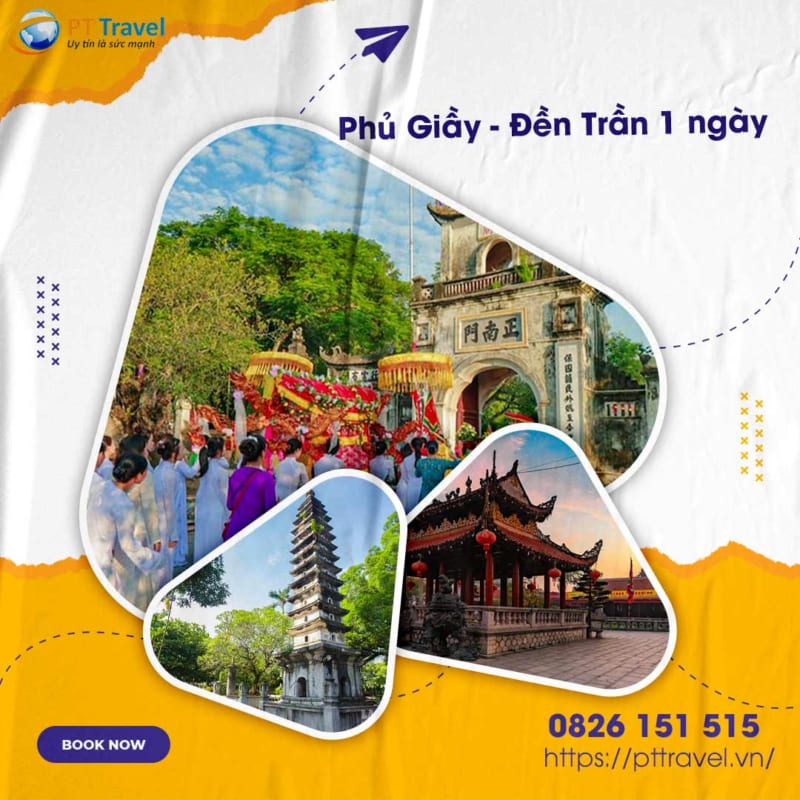 PT Travel
Uy tín là sức mạnh
Phủ Giầy - Đền Trần 1 ngày
門南正
BOOK NOW
0826 151 515
https://pttravel.vn/